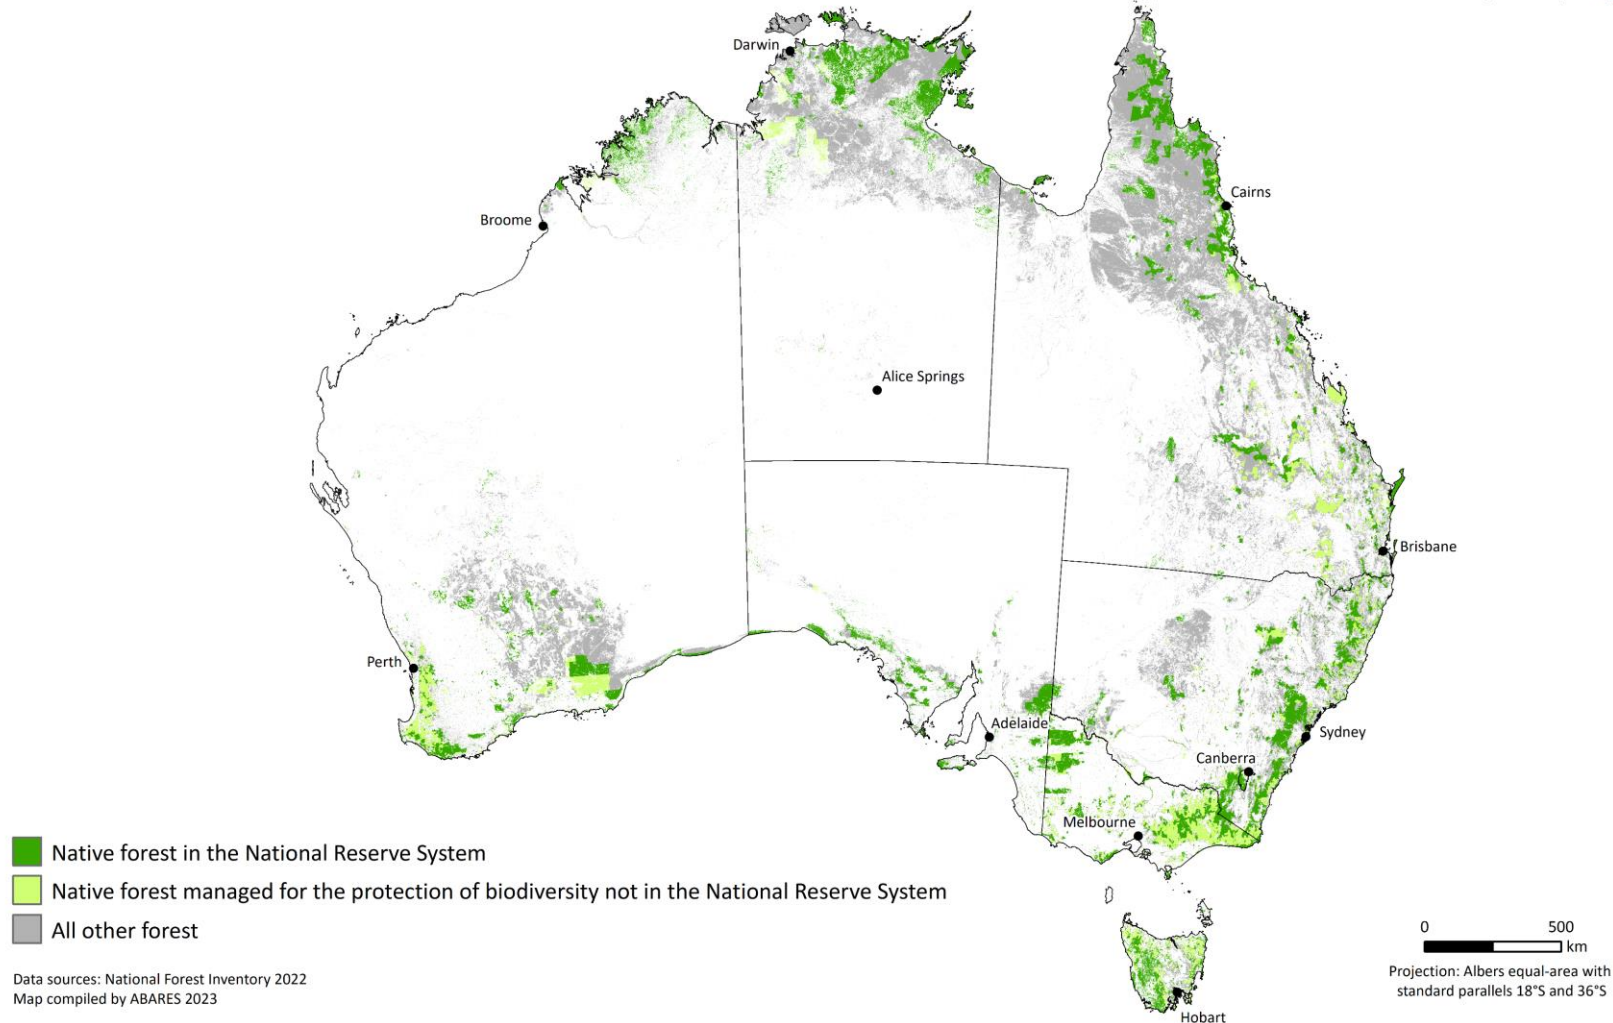 Darwin
Cairns
Broome
Alice Springs
Brisbane
Perth
Adelaide
Sydney
Canberra
Melbourne
Hobart
Native forest in the National Reserve System
Native forest managed for the protection of biodiversity not in the National Reserve System
All other forest
Data sources: National Forest Inventory 2022
Map compiled by ABARES 2023
0 500
km
Projection: Albers equal-area with
standard parallels 18°S and 36°S